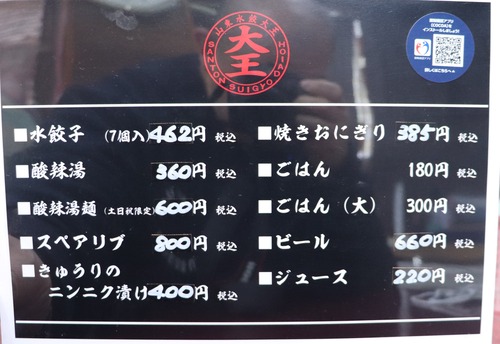 山東水餃大王
大王
SANTON SUIGYO
水餃子 (7個入) 462円 税込
酸辣湯 360円 税込
酸辣湯麺 (土日祝限定) 600円 税込
スペアリブ 800円 税込
きゅうりの
ニンニク漬け 400円 税込
焼きおにぎり 385円 税込
ごはん 180円 税込
ごはん（大） 300円 税込
ビール 660円 税込
ジュース 220円 税込